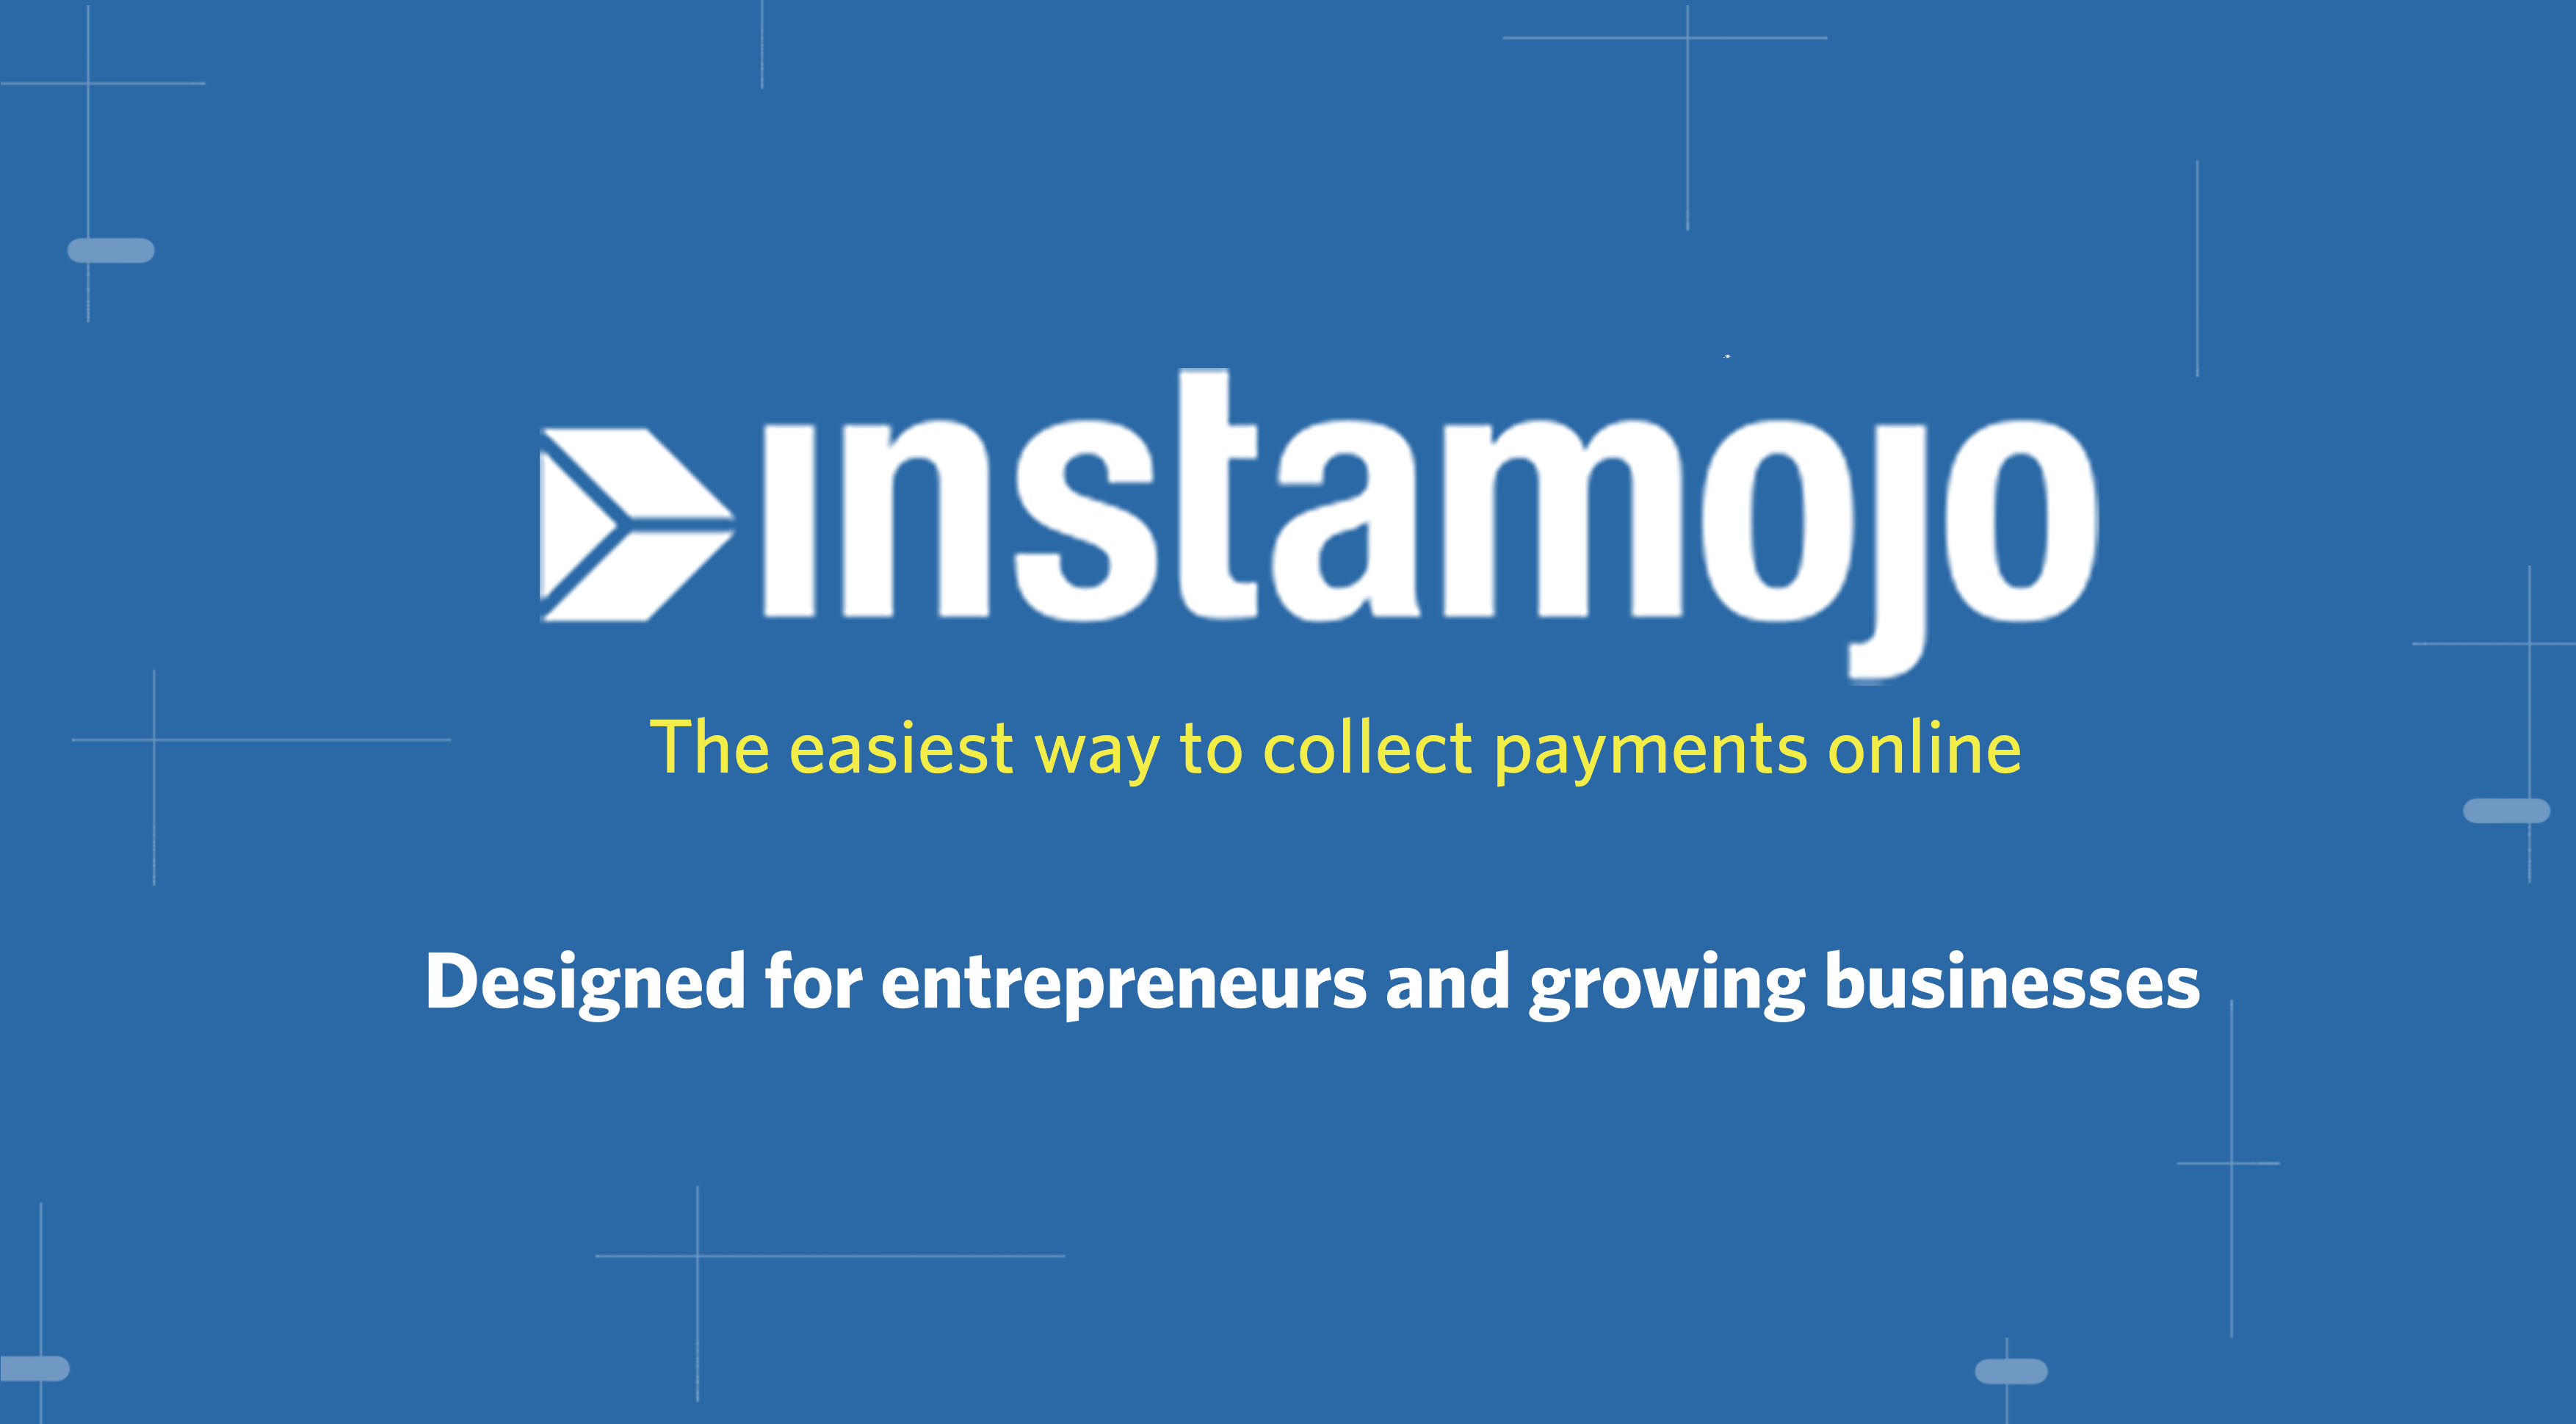 instamojo
The easiest way to collect payments online
Designed for entrepreneurs and growing businesses